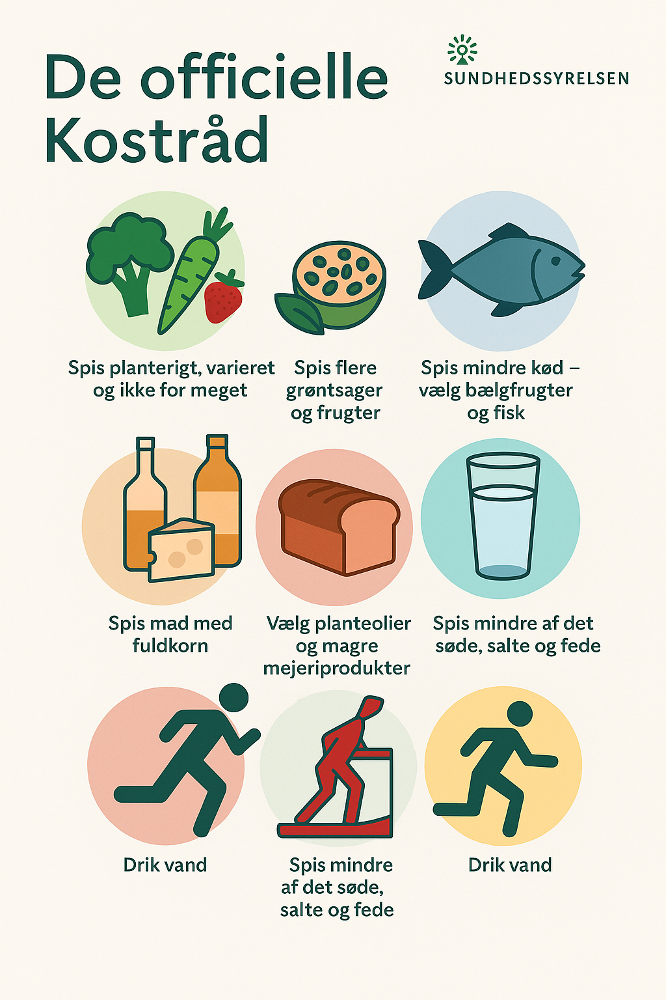 De officielle
Kostråd
SUNDHEDSSYRELSEN
Spis planterigt, varieret
og ikke for meget
Spis flere
grøntsager
og frugter
Spis mindre kød –
vælg bælgfrugter
og fisk
Spis mad med
fuldkorn
Vælg planteolier
og magre
mejeriprodukter
Spis mindre af det
søde, salte og fede
Drik vand
Spis mindre
af det søde,
salte og fede
Drik vand